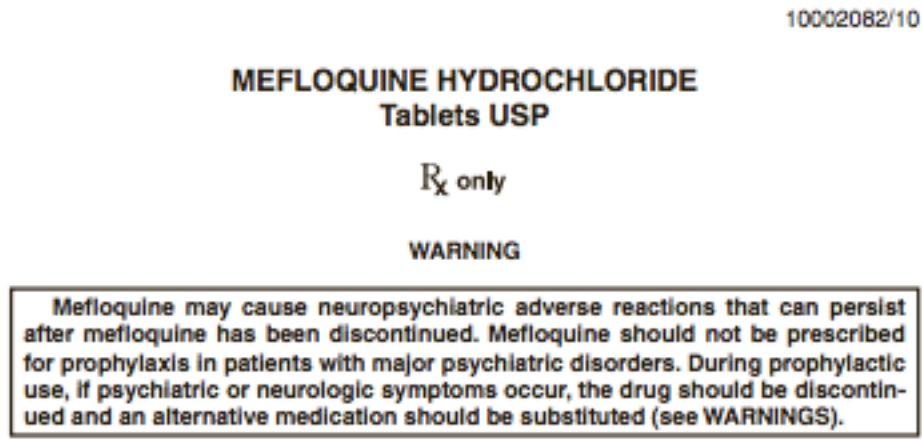 10002082/10
MEFLOQUINE HYDROCHLORIDE
Tablets USP
℞ only
WARNING
Mefloquine may cause neuropsychiatric adverse reactions that can persist
after mefloquine has been discontinued. Mefloquine should not be prescribed
for prophylaxis in patients with major psychiatric disorders. During prophylactic
use, if psychiatric or neurologic symptoms occur, the drug should be discontin-
ued and an alternative medication should be substituted (see WARNINGS).